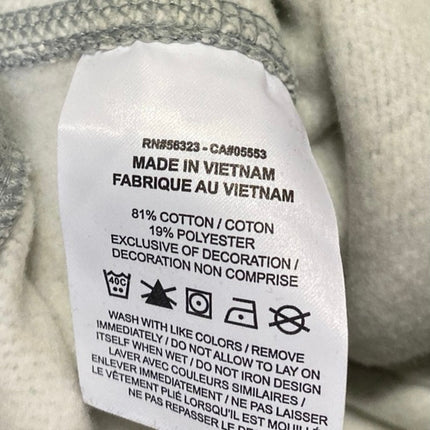 RN#56323 - CA#05553
MADE IN VIETNAM
FABRIQUE AU VIETNAM
81% COTTON / COTON
19% POLYESTER
EXCLUSIVE OF DECORATION /
DECORATION NON COMPRISE
40C
WASH WITH LIKE COLORS / REMOVE
IMMEDIATELY / DO NOT ALLOW TO LAY ON
ITSELF WHEN WET / DO NOT IRON DESIGN
LAVER AVEC COULEURS SIMILAIRES /
ENLEVER IMMÉDIATEMENT / NE PAS LAISSER
LE VÊTEMENT PLIÉ LORSQU'IL EST MOUILLÉ
NE PAS REPASSER LE